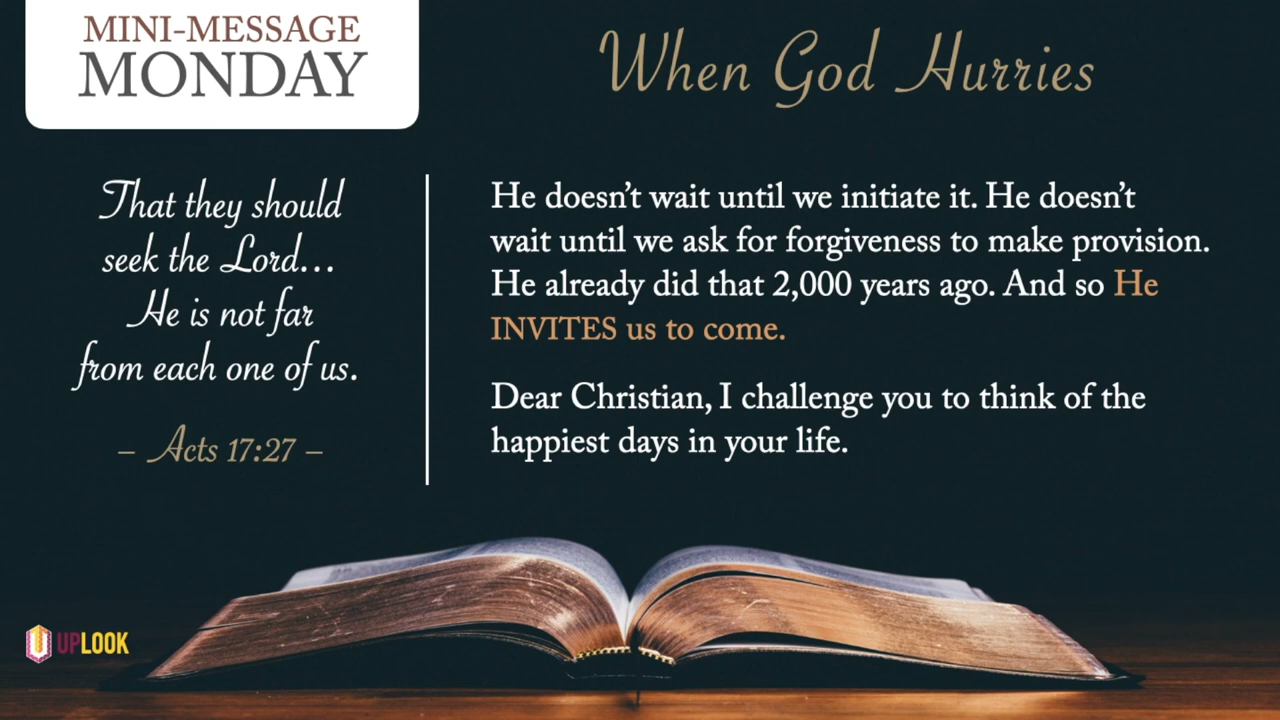 MINI-MESSAGE
MONDAY
When God Hurries
That they should
seek the Lord...
He is not far
from each one of us.
– Acts 17:27 –
He doesn’t wait until we initiate it. He doesn’t
wait until we ask for forgiveness to make provision.
He already did that 2,000 years ago. And so He
INVITES us to come.
Dear Christian, I challenge you to think of the
happiest days in your life.
UPLOOK